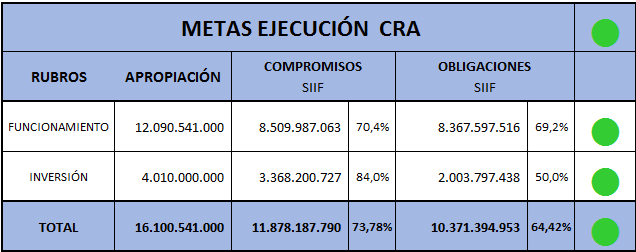 METAS EJECUCIÓN CRA
RUBROS APROPIACIÓN COMPROMISOS SIIF OBLIGACIONES SIIF
FUNCIONAMIENTO 12.090.541.000 8.509.987.063 70,4% 8.367.597.516 69,2%
INVERSIÓN 4.010.000.000 3.368.200.727 84,0% 2.003.797.438 50,0%
TOTAL 16.100.541.000 11.878.187.790 73,78% 10.371.394.953 64,42%